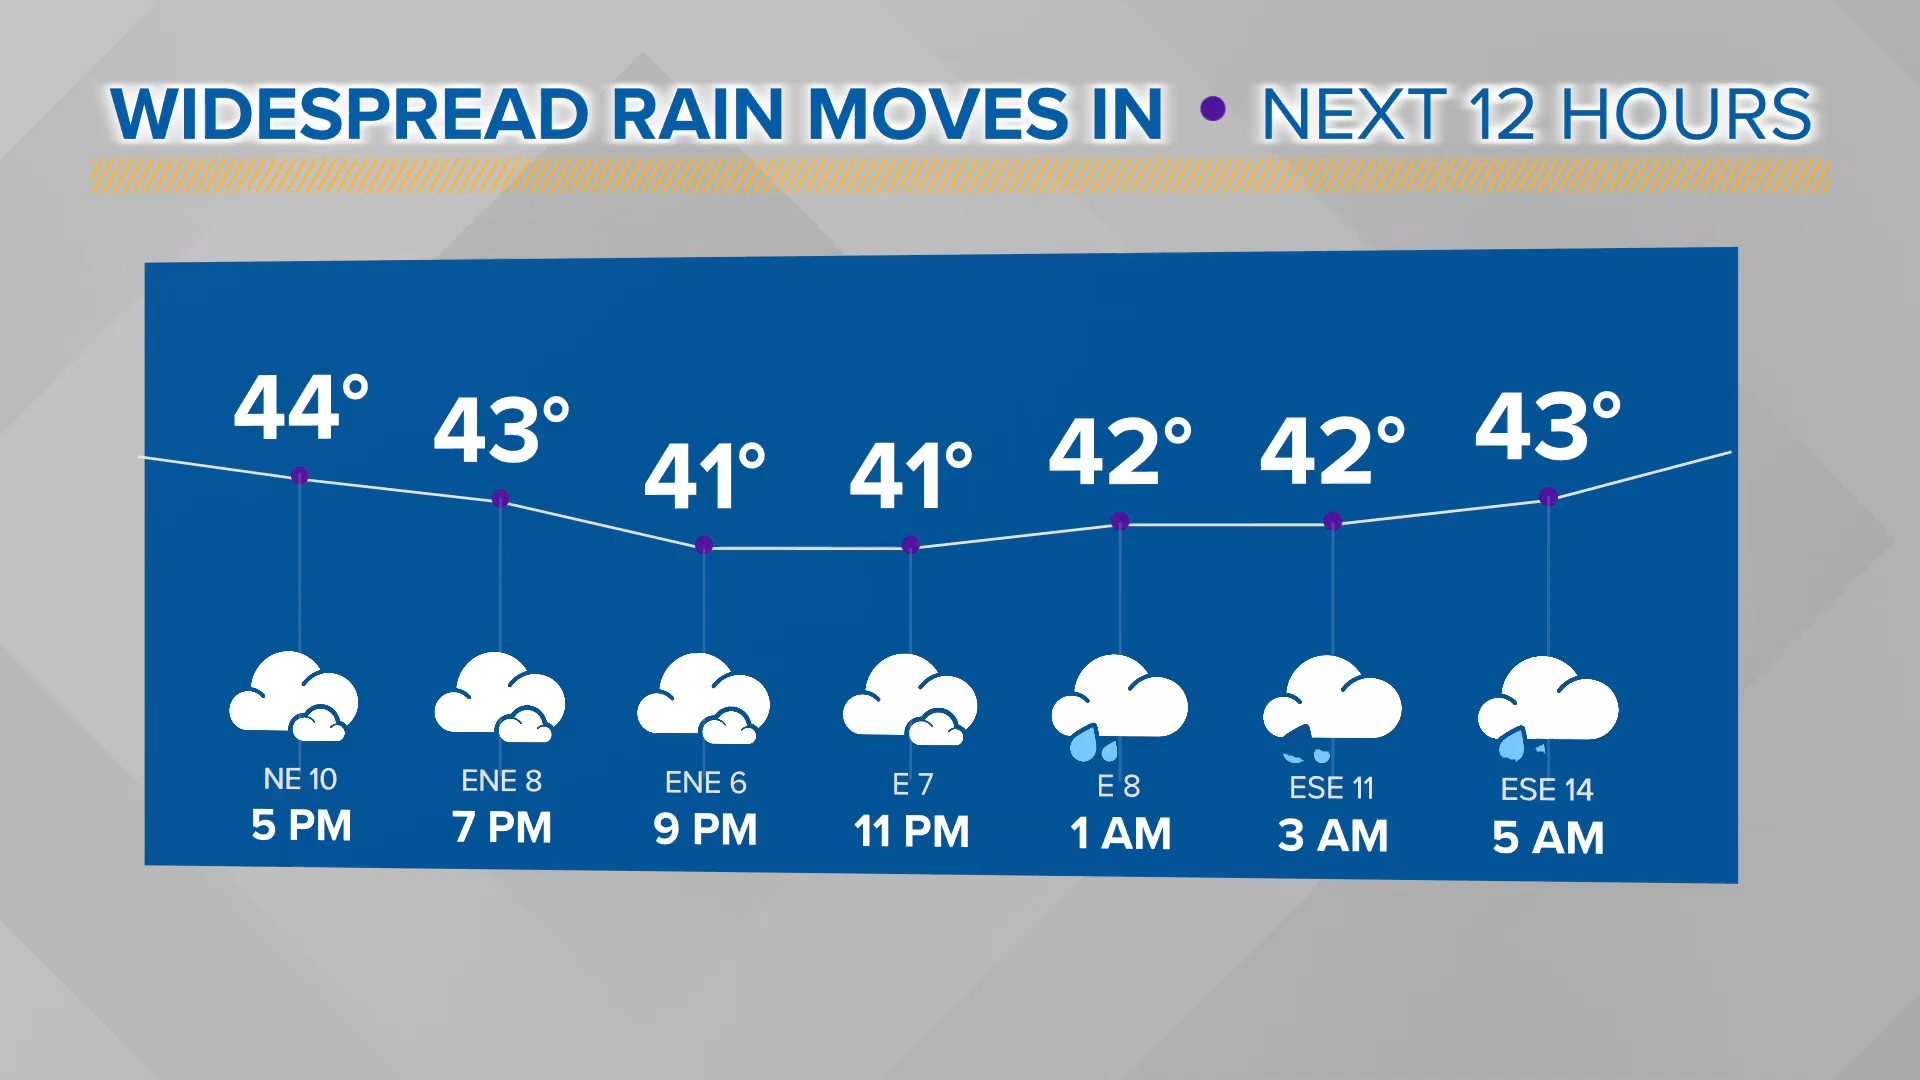 WIDESPREAD RAIN MOVES IN • NEXT 12 HOURS
44° 43° 41° 41° 42° 42° 43°
NE 10 ENE 8 ENE 6 E 7 E 8 ESE 11 ESE 14
5 PM 7 PM 9 PM 11 PM 1 AM 3 AM 5 AM